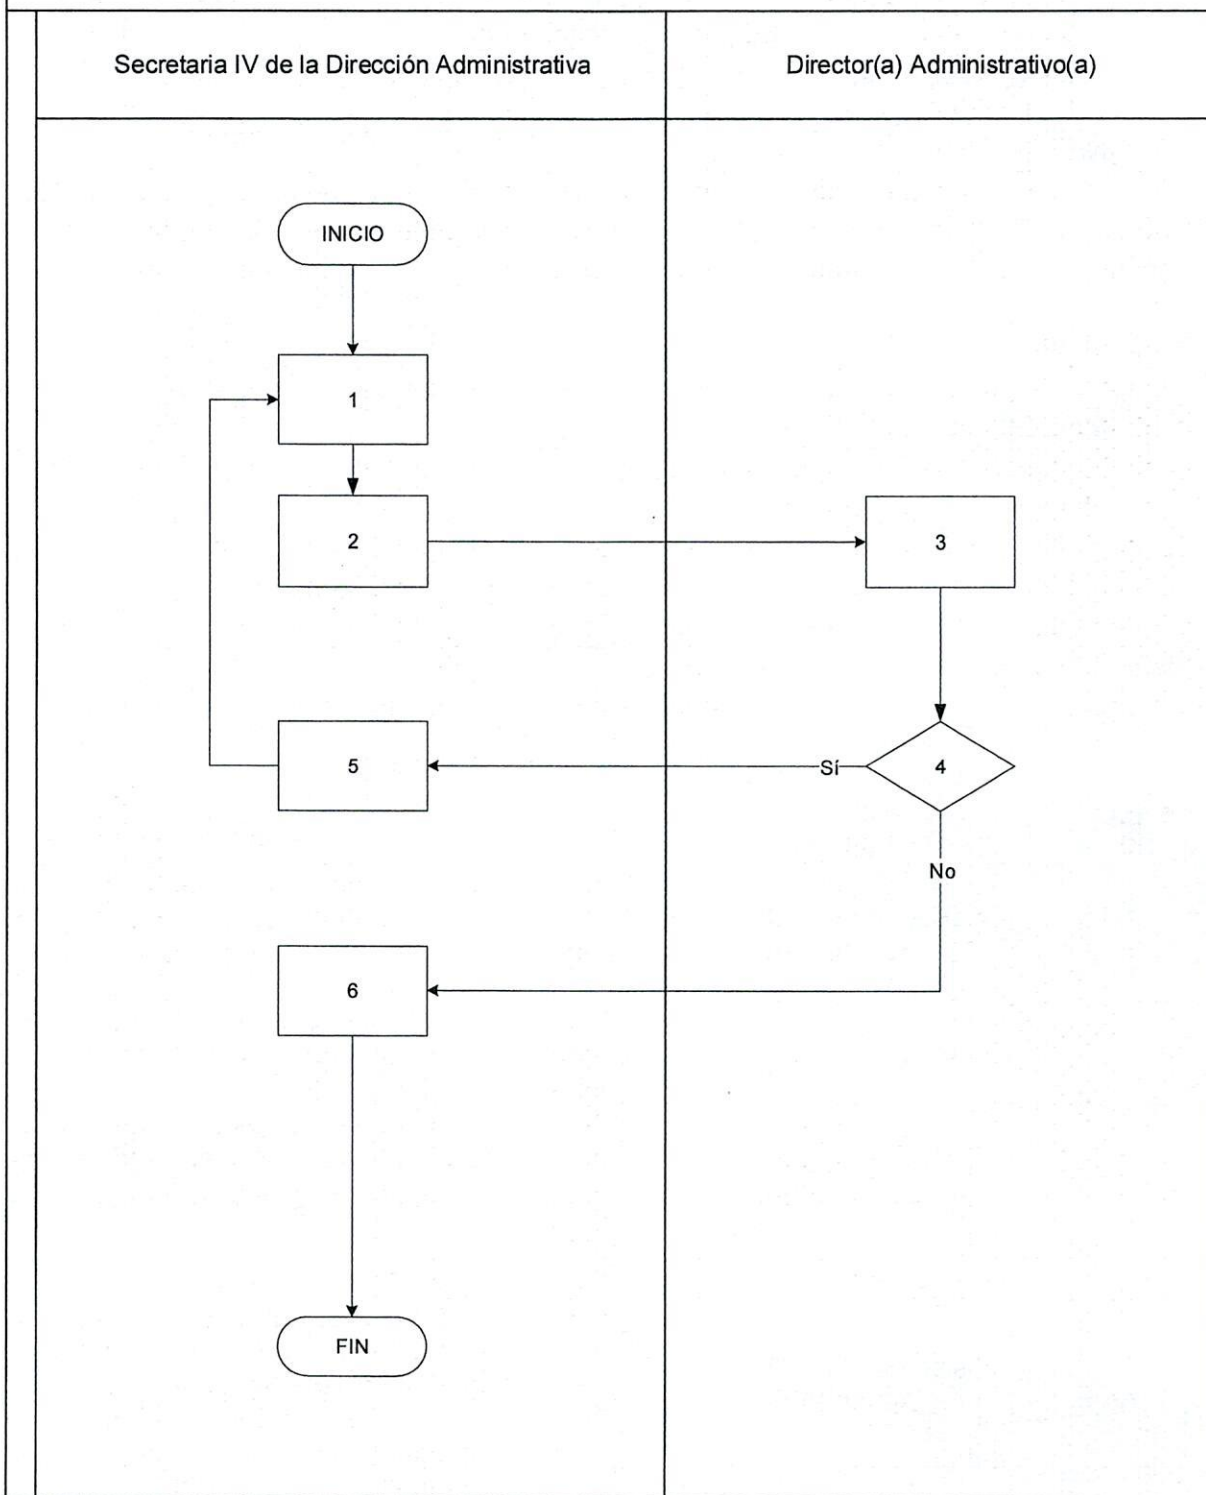 Secretaria IV de la Dirección Administrativa
Director(a) Administrativo(a)
INICIO
1
2
3
5
Sí
4
No
6
FIN